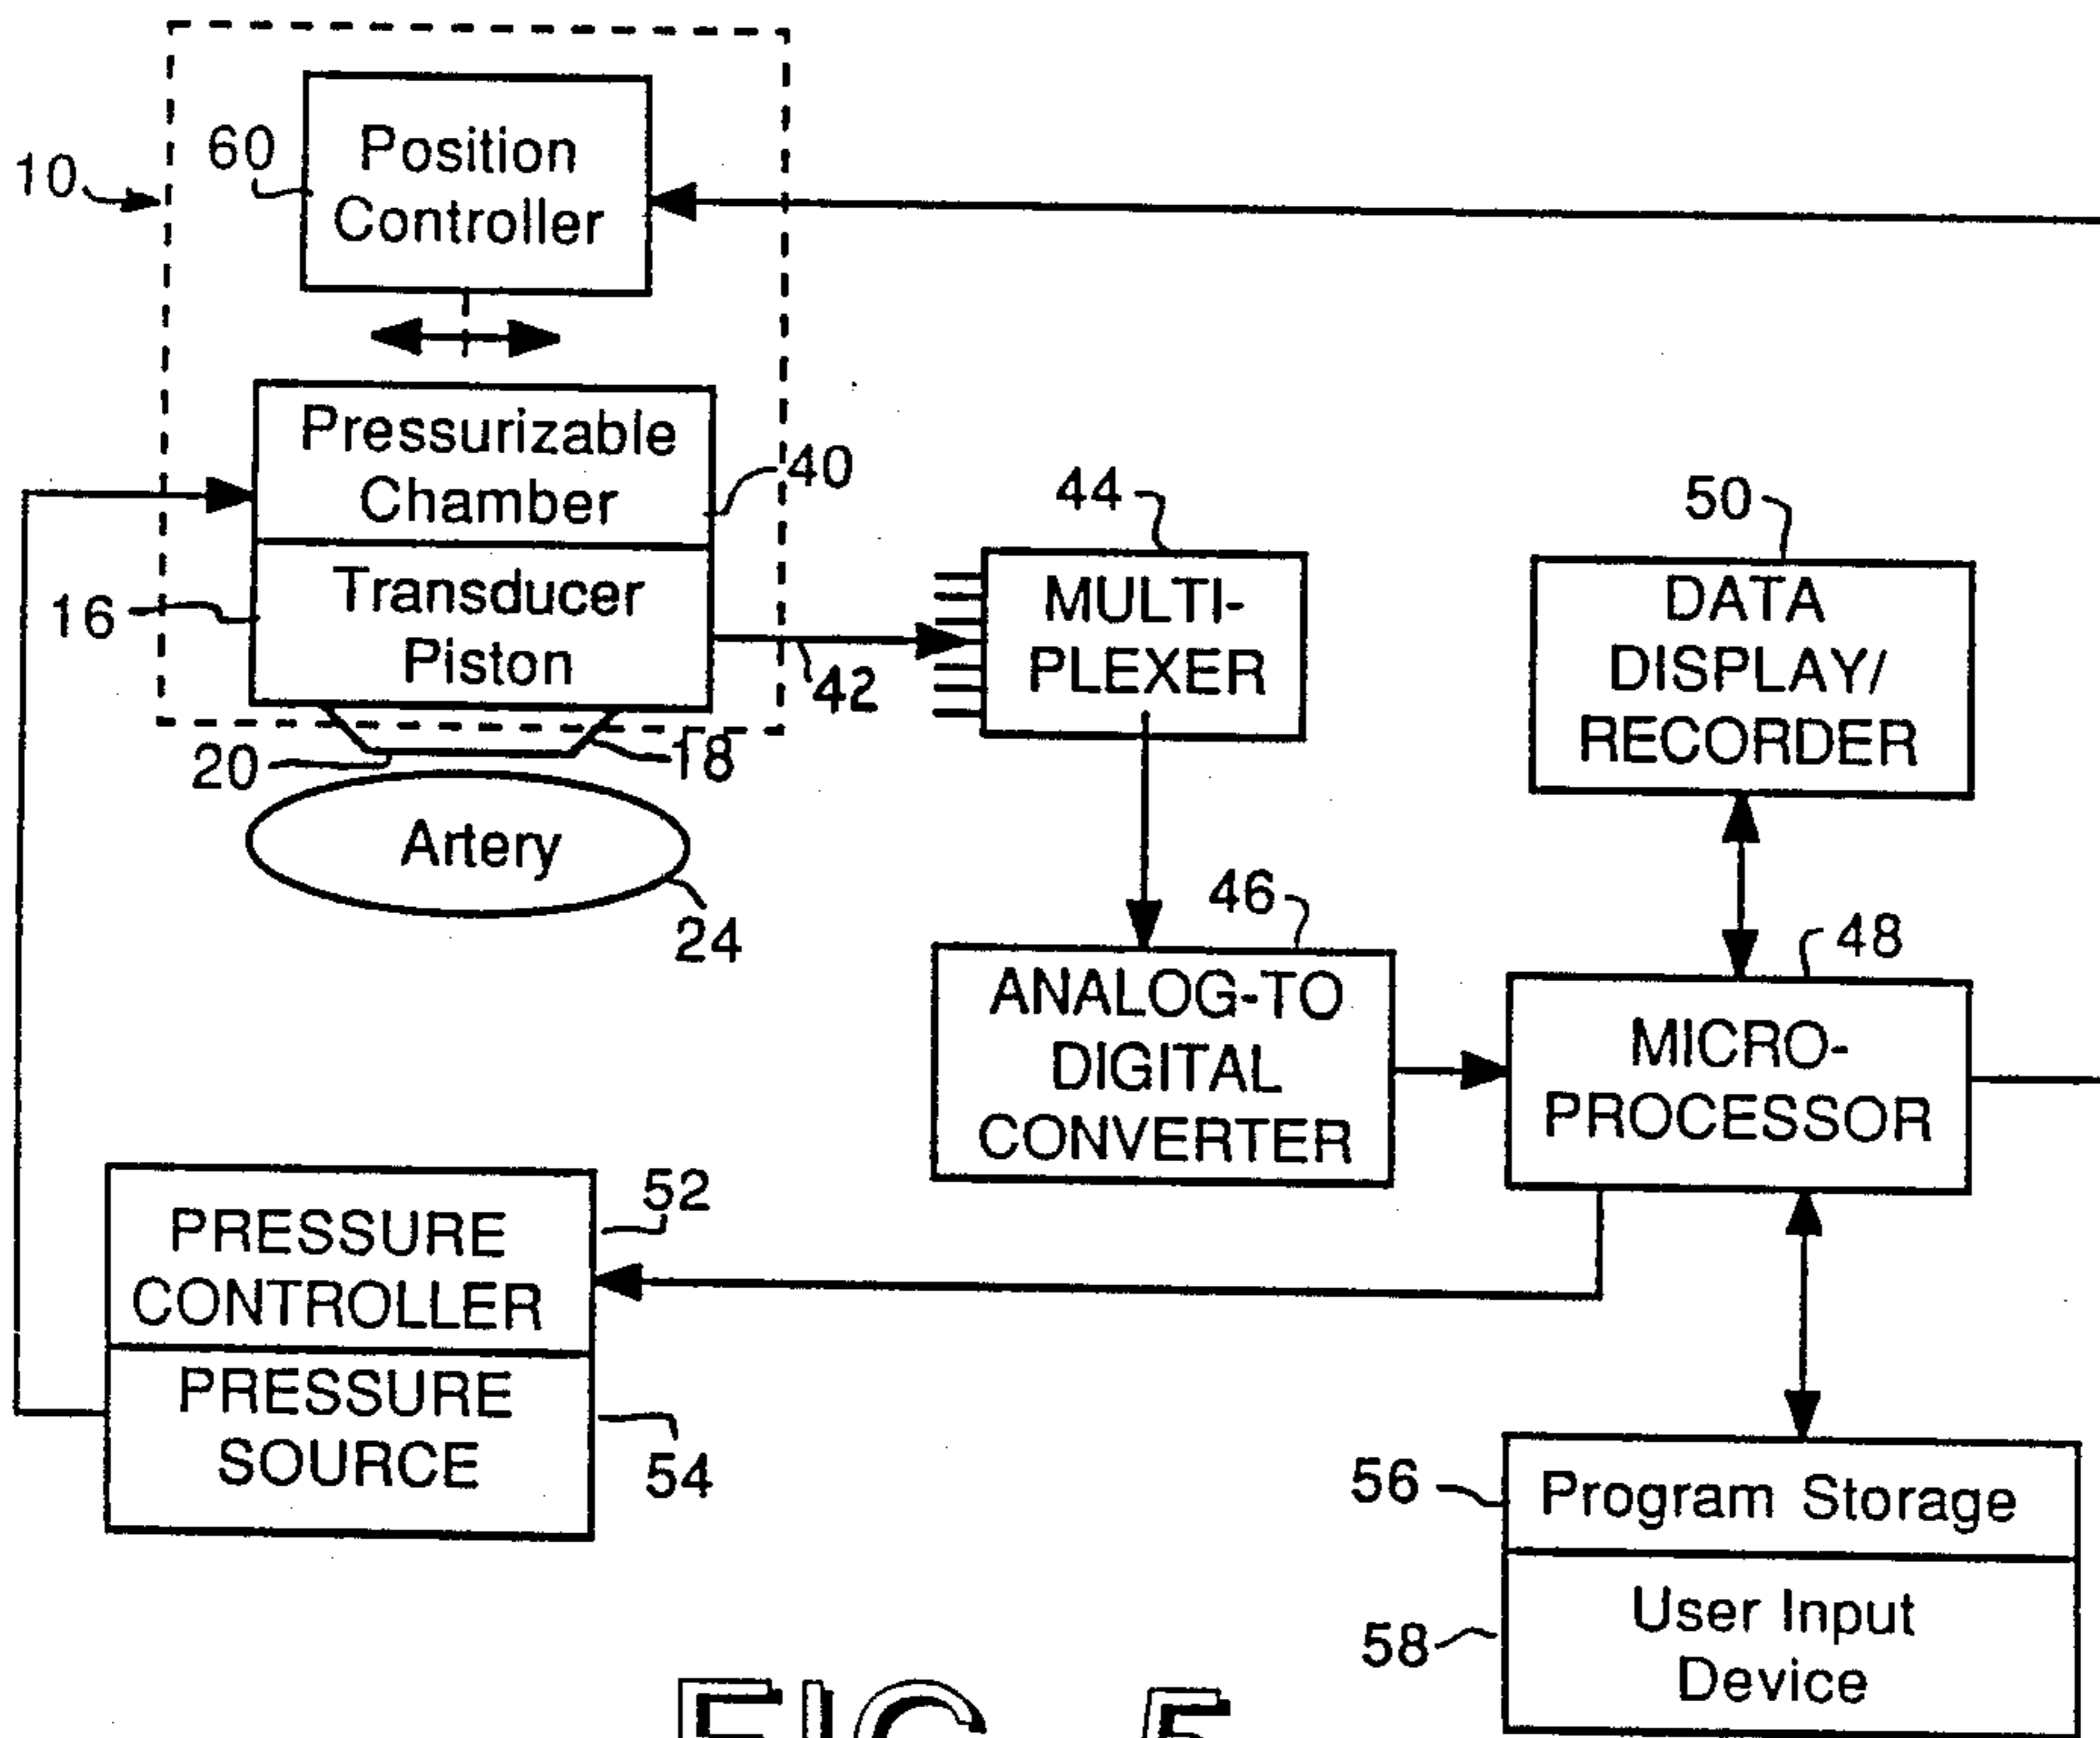 10
60
Position
Controller
Pressurizable
Chamber
40
16
Transducer
Piston
42
20
18
Artery
24
44
MULTI-
PLEXER
50
DATA
DISPLAY/
RECORDER
46
ANALOG-TO
DIGITAL
CONVERTER
48
MICRO-
PROCESSOR
52
PRESSURE
CONTROLLER
PRESSURE
SOURCE
54
56
Program Storage
58
User Input
Device
FIG. 5